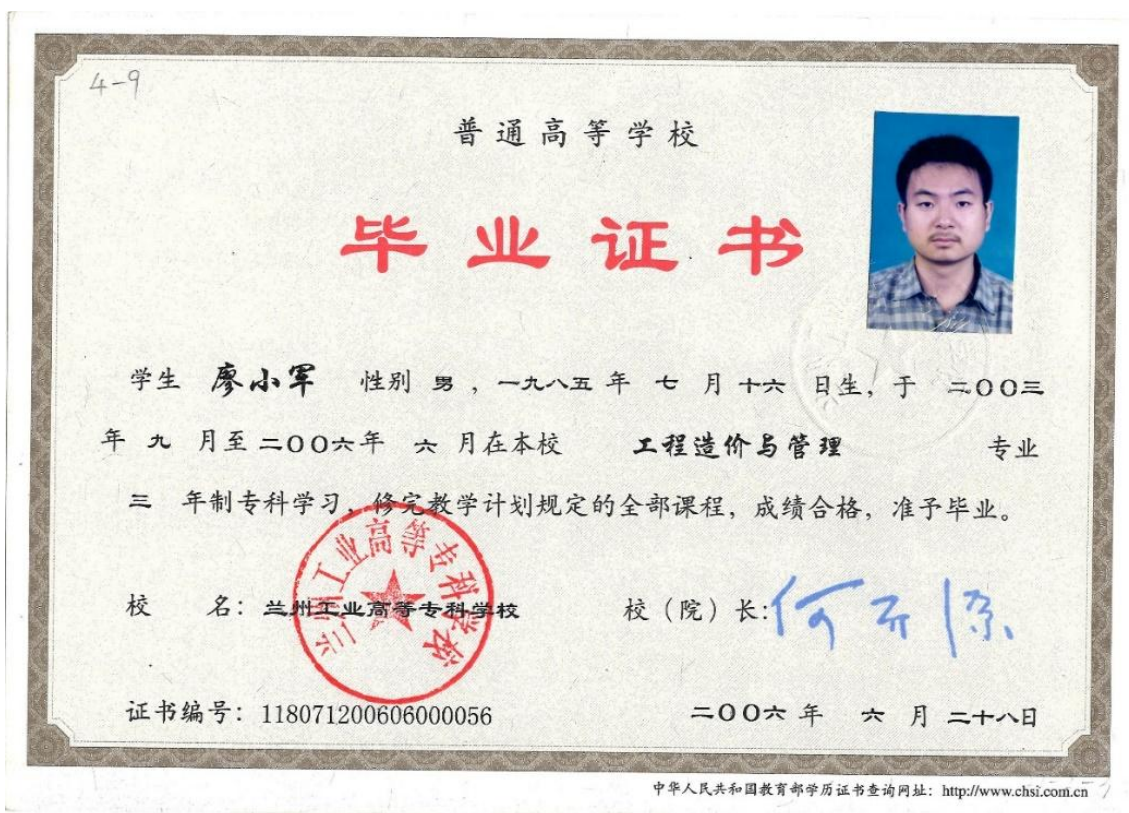 4-9
普通高等学校
毕业证书
学生 廖小军 性别 男，一九八五 年 七 月 十六 日生，于 二〇〇三
年 九 月至 二〇〇六 年 六 月在本校 工程造价与管理 专业
三 年制专科学习，修完教学计划规定的全部课程，成绩合格，准予毕业。
兰州工业高等专科学校
校 名：兰州工业高等专科学校 校（院）长：
证书编号：118071200606000056 二〇〇六 年 六 月 二十八日
中华人民共和国教育部学历证书查询网址：http://www.chsi.com.cn